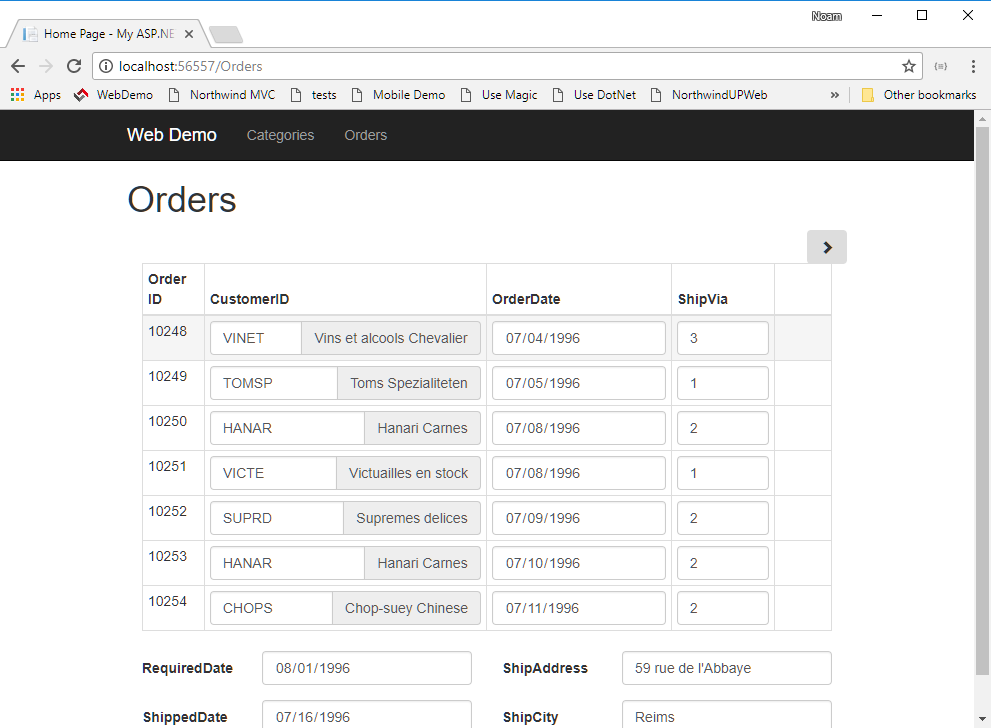 Noam
Home Page - My ASP.NE
localhost:56557/Orders
Apps WebDemo Northwind MVC tests Mobile Demo Use Magic Use DotNet NorthwindUPWeb » Other bookmarks
Web Demo Categories Orders
Orders
Order ID CustomerID OrderDate ShipVia
10248 VINET Vins et alcools Chevalier 07/04/1996 3
10249 TOMSP Toms Spezialiteten 07/05/1996 1
10250 HANAR Hanari Carnes 07/08/1996 2
10251 VICTE Victuailles en stock 07/08/1996 1
10252 SUPRD Supremes delices 07/09/1996 2
10253 HANAR Hanari Carnes 07/10/1996 2
10254 CHOPS Chop-suey Chinese 07/11/1996 2
RequiredDate 08/01/1996 ShipAddress 59 rue de l'Abbaye
ShippedDate 07/16/1996 ShipCity Reims